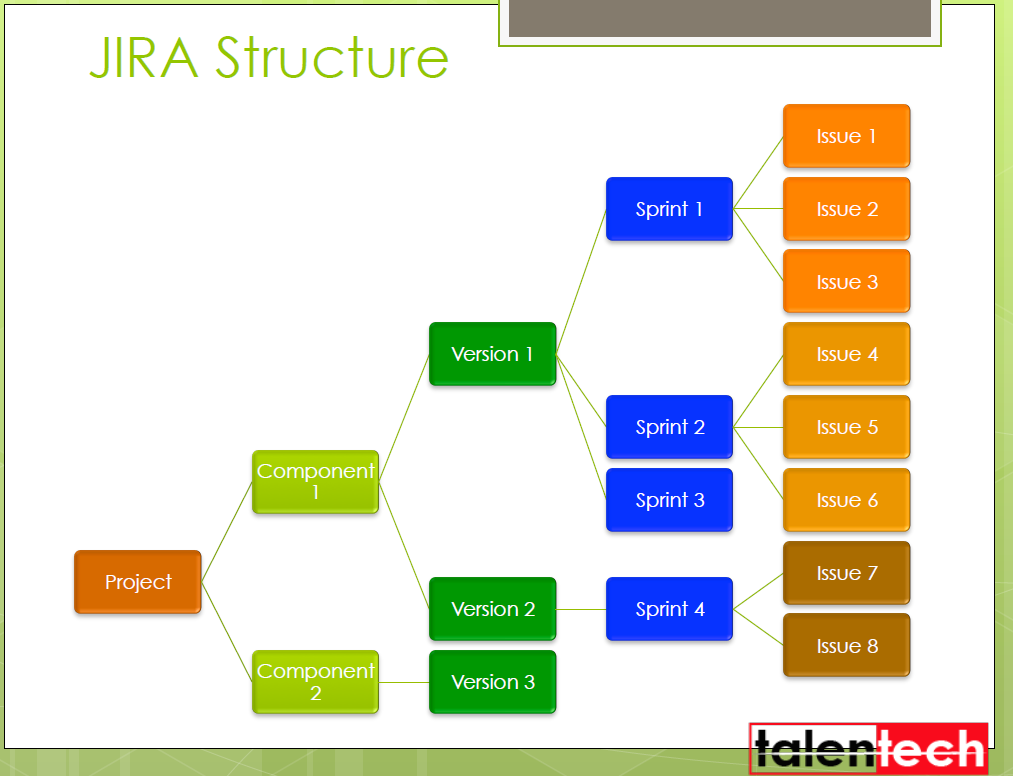 JIRA Structure
Issue 1
Sprint 1
Issue 2
Issue 3
Version 1
Issue 4
Sprint 2
Issue 5
Component
1
Sprint 3
Issue 6
Project
Issue 7
Version 2
Sprint 4
Issue 8
Component
2
Version 3
talentech